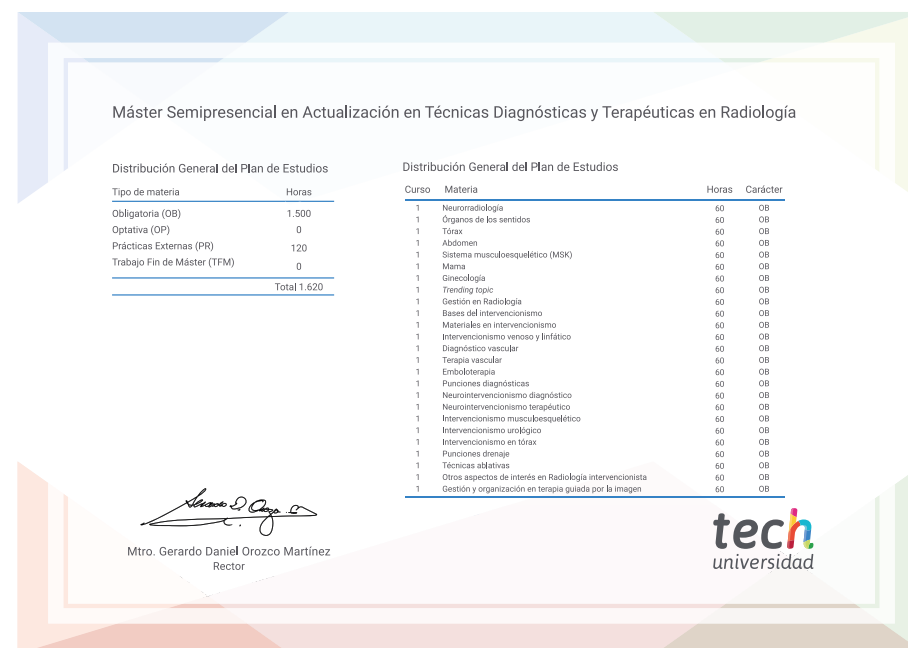 Máster Semipresencial en Actualización en Técnicas Diagnósticas y Terapéuticas en Radiología
Distribución General del Plan de Estudios
Tipo de materia Horas
Obligatoria (OB) 1.500
Optativa (OP) 0
Prácticas Externas (PR) 120
Trabajo Fin de Máster (TFM) 0
Total 1.620
Distribución General del Plan de Estudios
Curso Materia Horas Carácter
1 Neurorradiología 60 OB
1 Órganos de los sentidos 60 OB
1 Tórax 60 OB
1 Abdomen 60 OB
1 Sistema musculoesquelético (MSK) 60 OB
1 Mama 60 OB
1 Ginecología 60 OB
1 Trending topic 60 OB
1 Gestión en Radiología 60 OB
1 Bases del intervencionismo 60 OB
1 Materiales en intervencionismo 60 OB
1 Intervencionismo venoso y linfático 60 OB
1 Diagnóstico vascular 60 OB
1 Terapia vascular 60 OB
1 Emboloterapia 60 OB
1 Punciones diagnósticas 60 OB
1 Neurointervencionismo diagnóstico 60 OB
1 Neurointervencionismo terapéutico 60 OB
1 Intervencionismo musculoesquelético 60 OB
1 Intervencionismo urológico 60 OB
1 Intervencionismo en tórax 60 OB
1 Punciones drenaje 60 OB
1 Técnicas ablativas 60 OB
1 Otros aspectos de interés en Radiología intervencionista 60 OB
1 Gestión y organización en terapia guiada por la imagen 60 OB
Mtro. Gerardo Daniel Orozco Martínez
Rector
tech
universidad